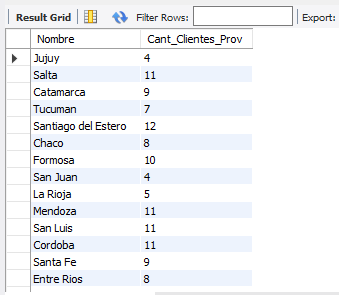 Result Grid Filter Rows: Export:
Nombre Cant_Clientes_Prov
Jujuy 4
Salta 11
Catamarca 9
Tucuman 7
Santiago del Estero 12
Chaco 8
Formosa 10
San Juan 4
La Rioja 5
Mendoza 11
San Luis 11
Cordoba 11
Santa Fe 9
Entre Rios 8